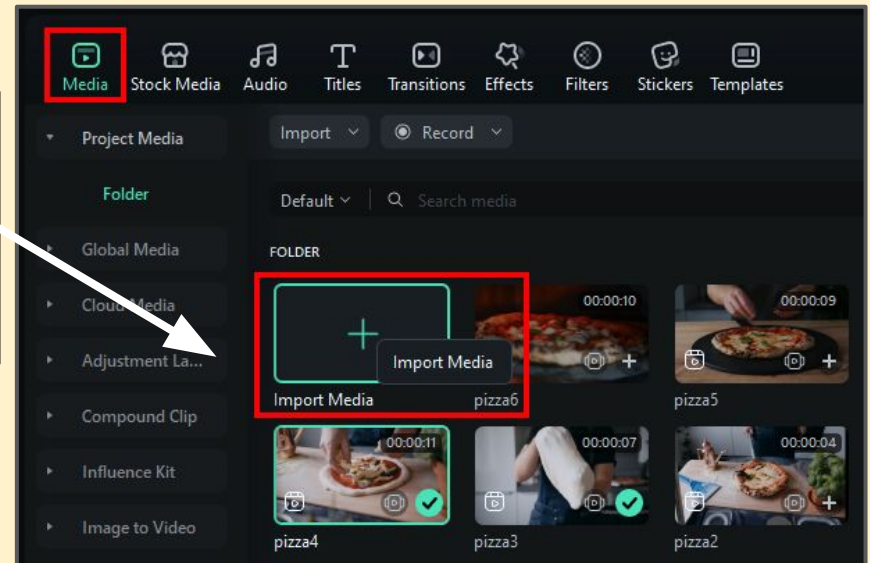 Media Stock Media Audio Titles Transitions Effects Filters Stickers Templates
Project Media
Folder
Global Media
Cloud Media
Adjustment La...
Compound Clip
Influence Kit
Image to Video
Import Record
Default Search media
FOLDER
00:00:10 00:00:09
Import Media
Import Media pizza6 pizza5
00:00:11 00:00:07 00:00:04
pizza4 pizza3 pizza2